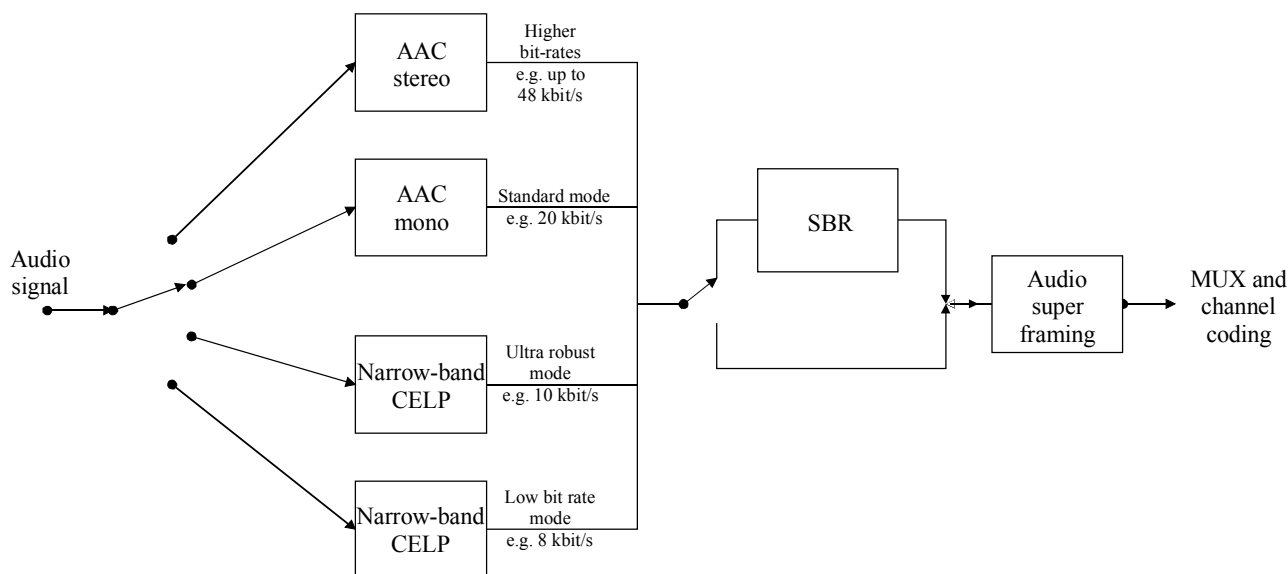 Audio
signal
AAC
stereo
Higher
bit-rates
e.g. up to
48 kbit/s
AAC
mono
Standard mode
e.g. 20 kbit/s
Narrow-band
CELP
Ultra robust
mode
e.g. 10 kbit/s
Narrow-band
CELP
Low bit rate
mode
e.g. 8 kbit/s
SBR
Audio
super
framing
MUX and
channel
coding